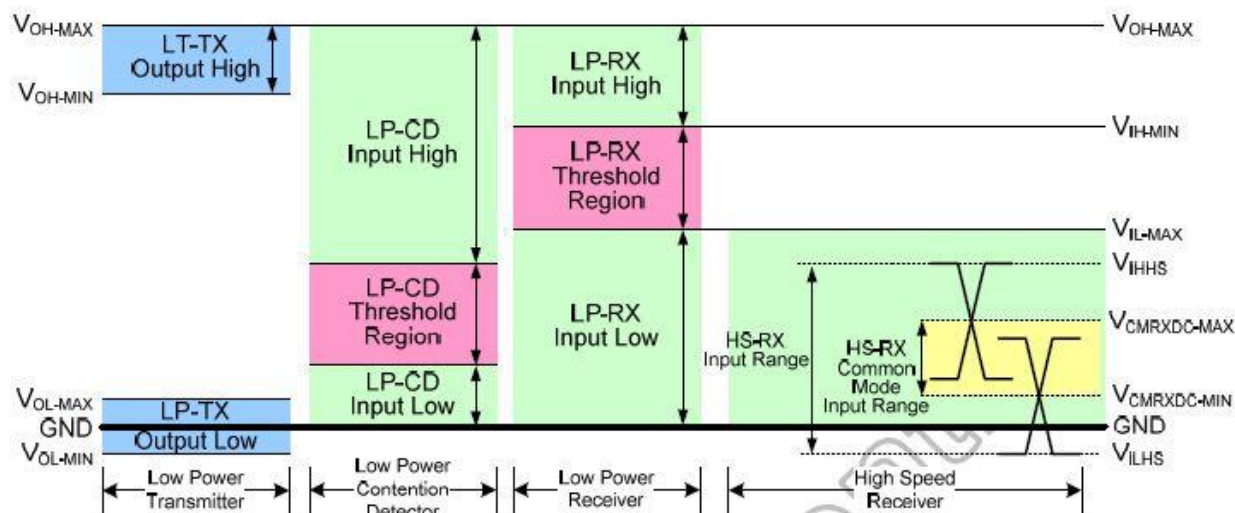 VOH-MAX
LT-TX
Output High
VOH-MIN
LP-CD
Input High
LP-RX
Input High
LP-RX
Threshold
Region
LP-CD
Threshold
Region
LP-RX
Input Low
LP-CD
Input Low
VOL-MAX
GND
VOL-MIN
LP-TX
Output Low
HS-RX
Input Range
HS-RX
Common
Mode
Input Range
VOH-MAX
VIH-MIN
VIL-MAX
VIHHS
VCMRXDC-MAX
VCMRXDC-MIN
GND
VILHS
Low Power
Transmitter
Low Power
Contention
Detector
Low Power
Receiver
High Speed
Receiver